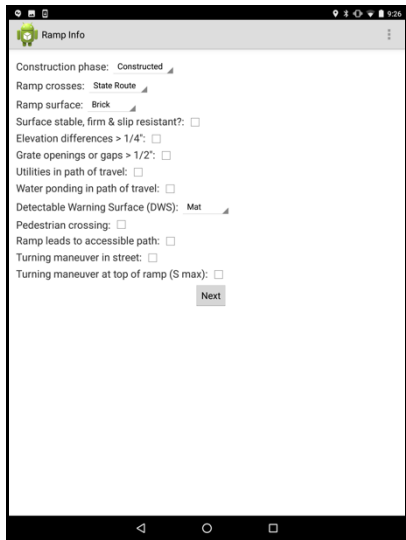 9:26
Ramp Info
Construction phase: Constructed
Ramp crosses: State Route
Ramp surface: Brick
Surface stable, firm & slip resistant?:
Elevation differences > 1/4":
Grate openings or gaps > 1/2":
Utilities in path of travel:
Water ponding in path of travel:
Detectable Warning Surface (DWS): Mat
Pedestrian crossing:
Ramp leads to accessible path:
Turning maneuver in street:
Turning maneuver at top of ramp (S max):
Next